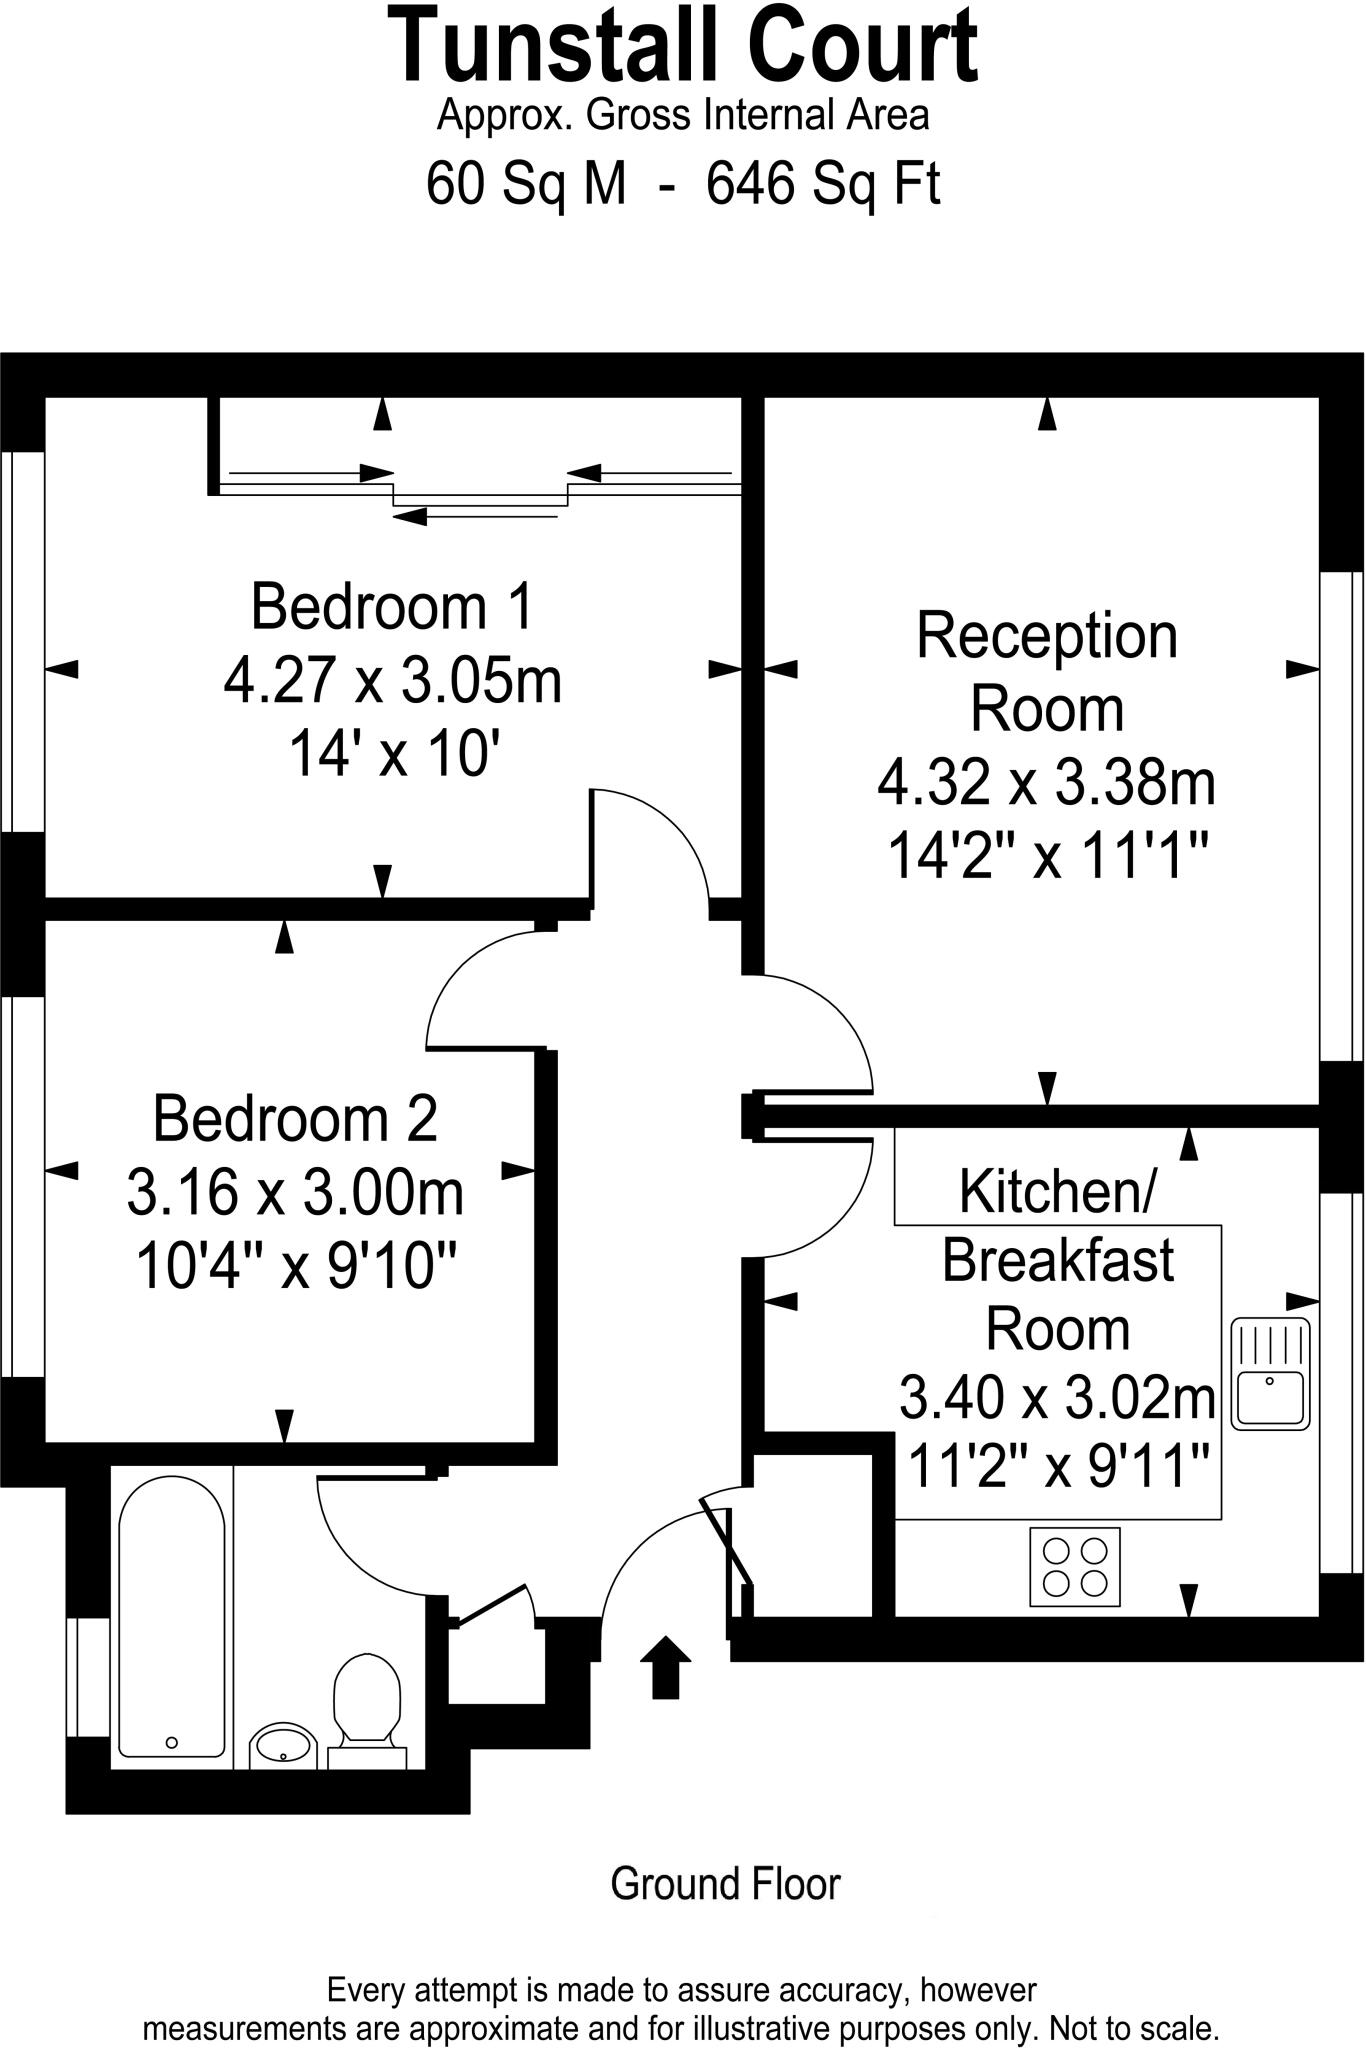 Tunstall Court
Approx. Gross Internal Area
60 Sq M - 646 Sq Ft
Bedroom 1
4.27 x 3.05m
14' x 10'
Reception
Room
4.32 x 3.38m
14'2" x 11'1"
Bedroom 2
3.16 x 3.00m
10'4" x 9'10"
Kitchen/
Breakfast
Room
3.40 x 3.02m
11'2" x 9'11"
Ground Floor
Every attempt is made to assure accuracy, however
measurements are approximate and for illustrative purposes only. Not to scale.